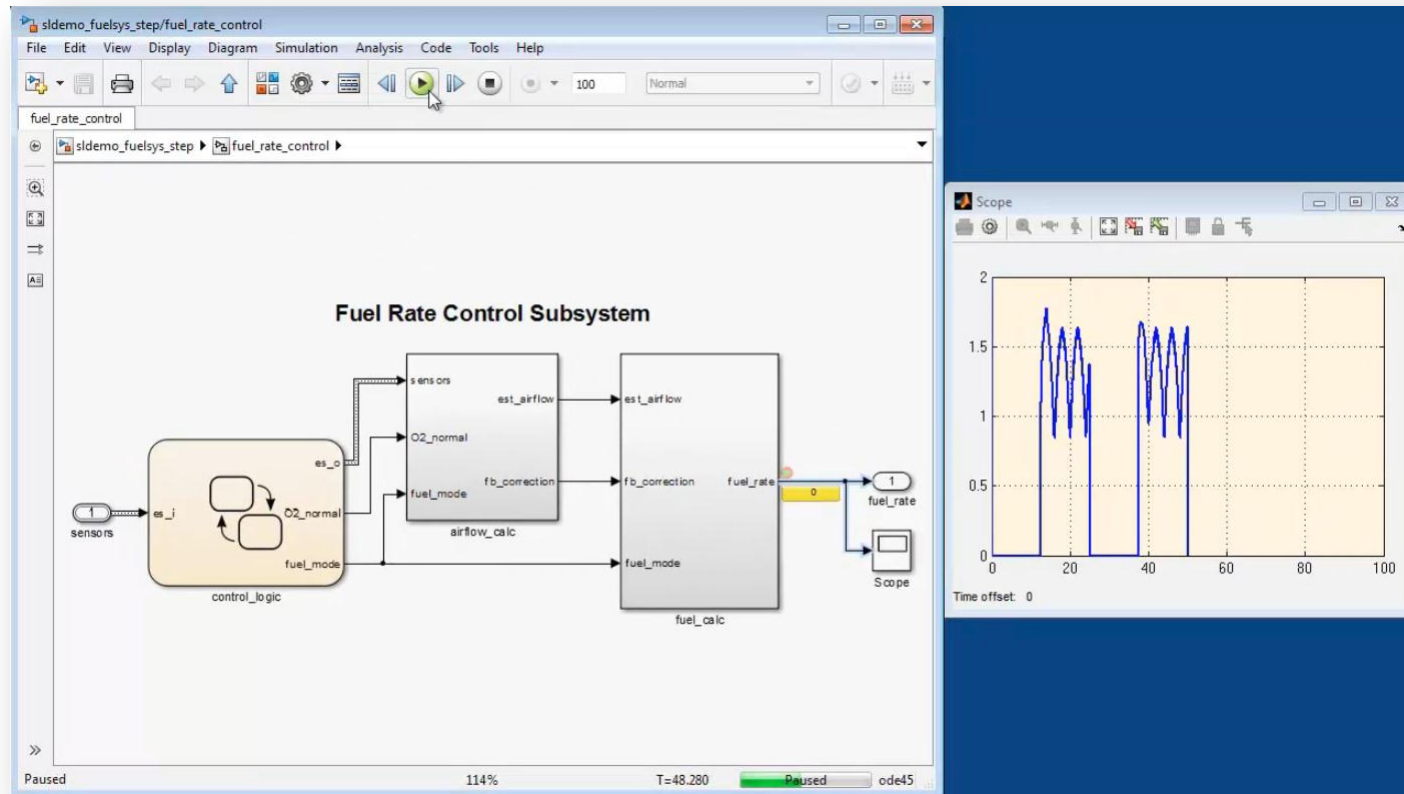 sldemo_fuelsys_step/fuel_rate_control
File Edit View Display Diagram Simulation Analysis Code Tools Help
100 Normal
fuel_rate_control
sldemo_fuelsys_step fuel_rate_control
Fuel Rate Control Subsystem
sensors
est_airflow
est_airflow
O2_normal
es_o
fb_correction
fb_correction
fuel_rate
0
1
fuel_rate
fuel_mode
1
es_i
O2_normal
sensors
airflow_calc
fuel_mode
fuel_mode
Scope
control_logic
fuel_calc
Paused 114% T=48.280 Paused ode45
Scope
2
1.5
1
0.5
0
0 20 40 60 80 100
Time offset: 0